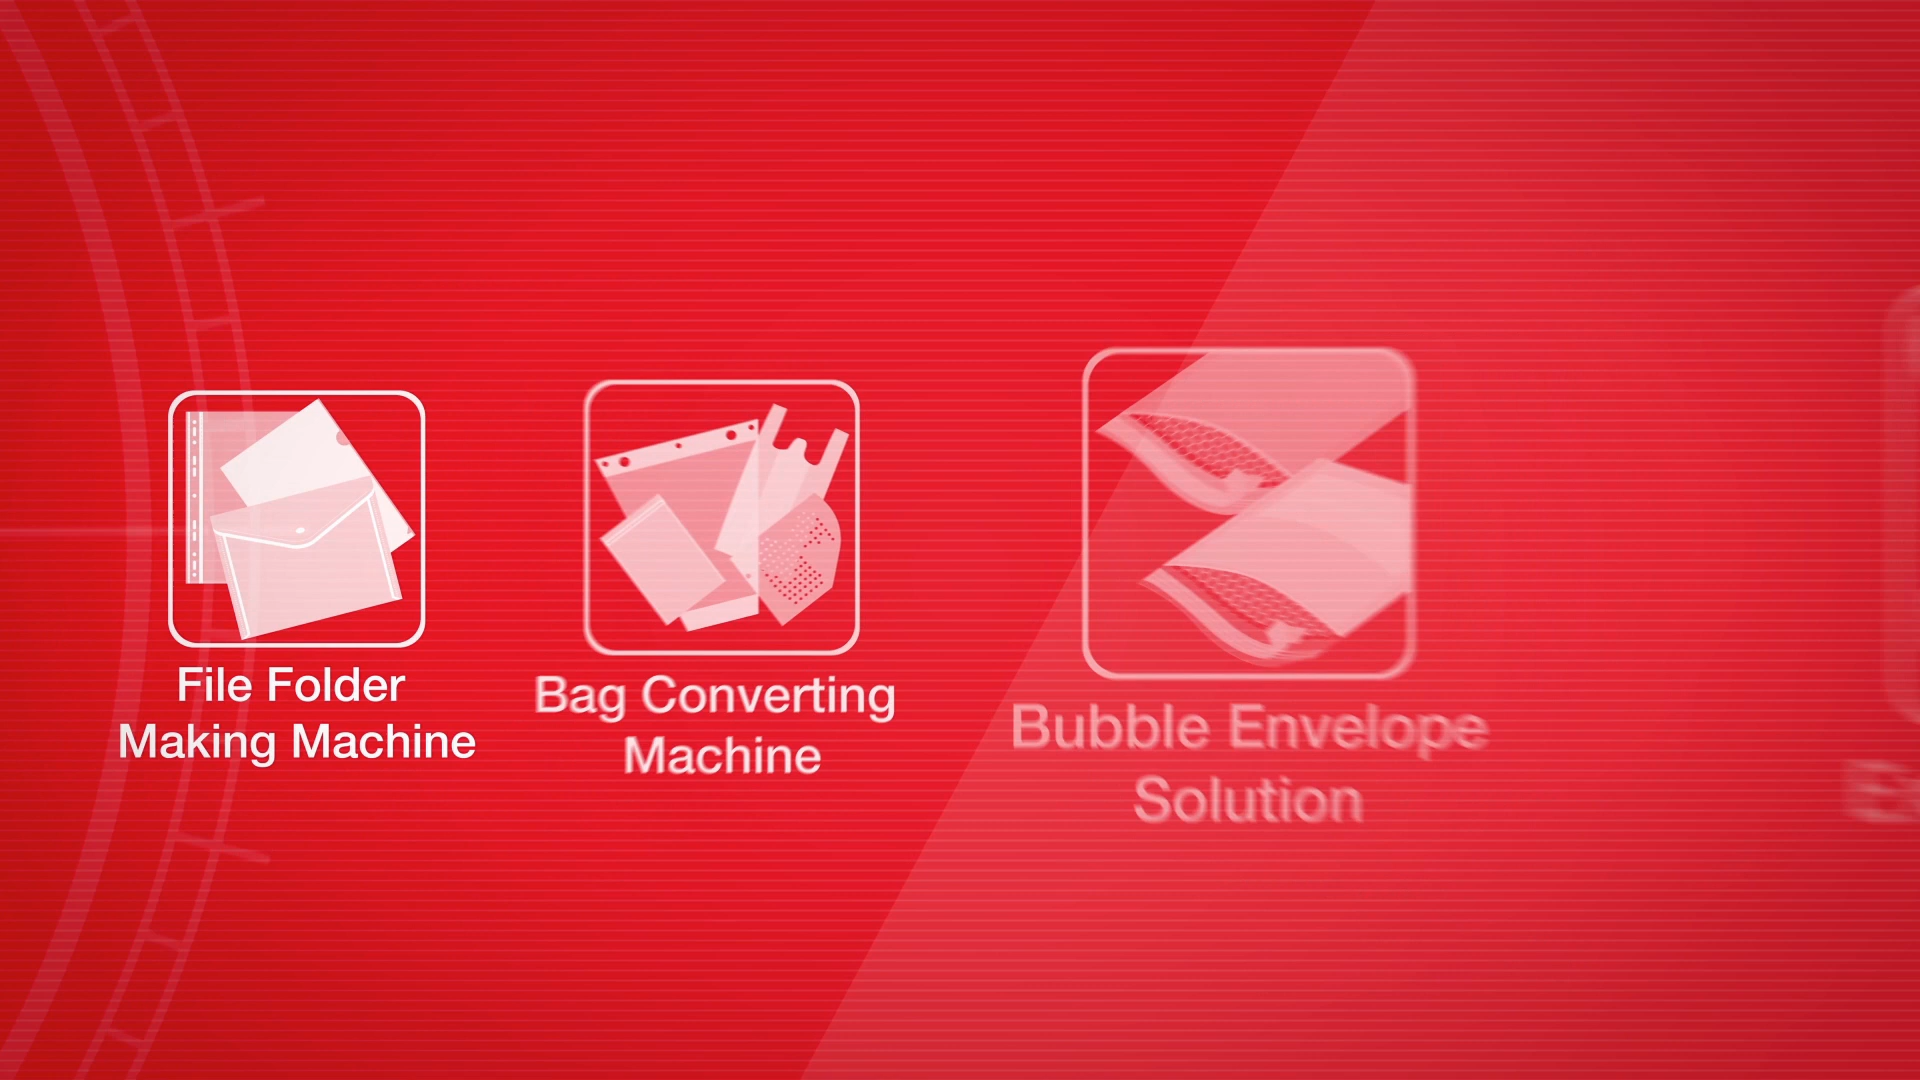 File Folder
Making Machine
Bag Converting
Machine
Bubble Envelope
Solution